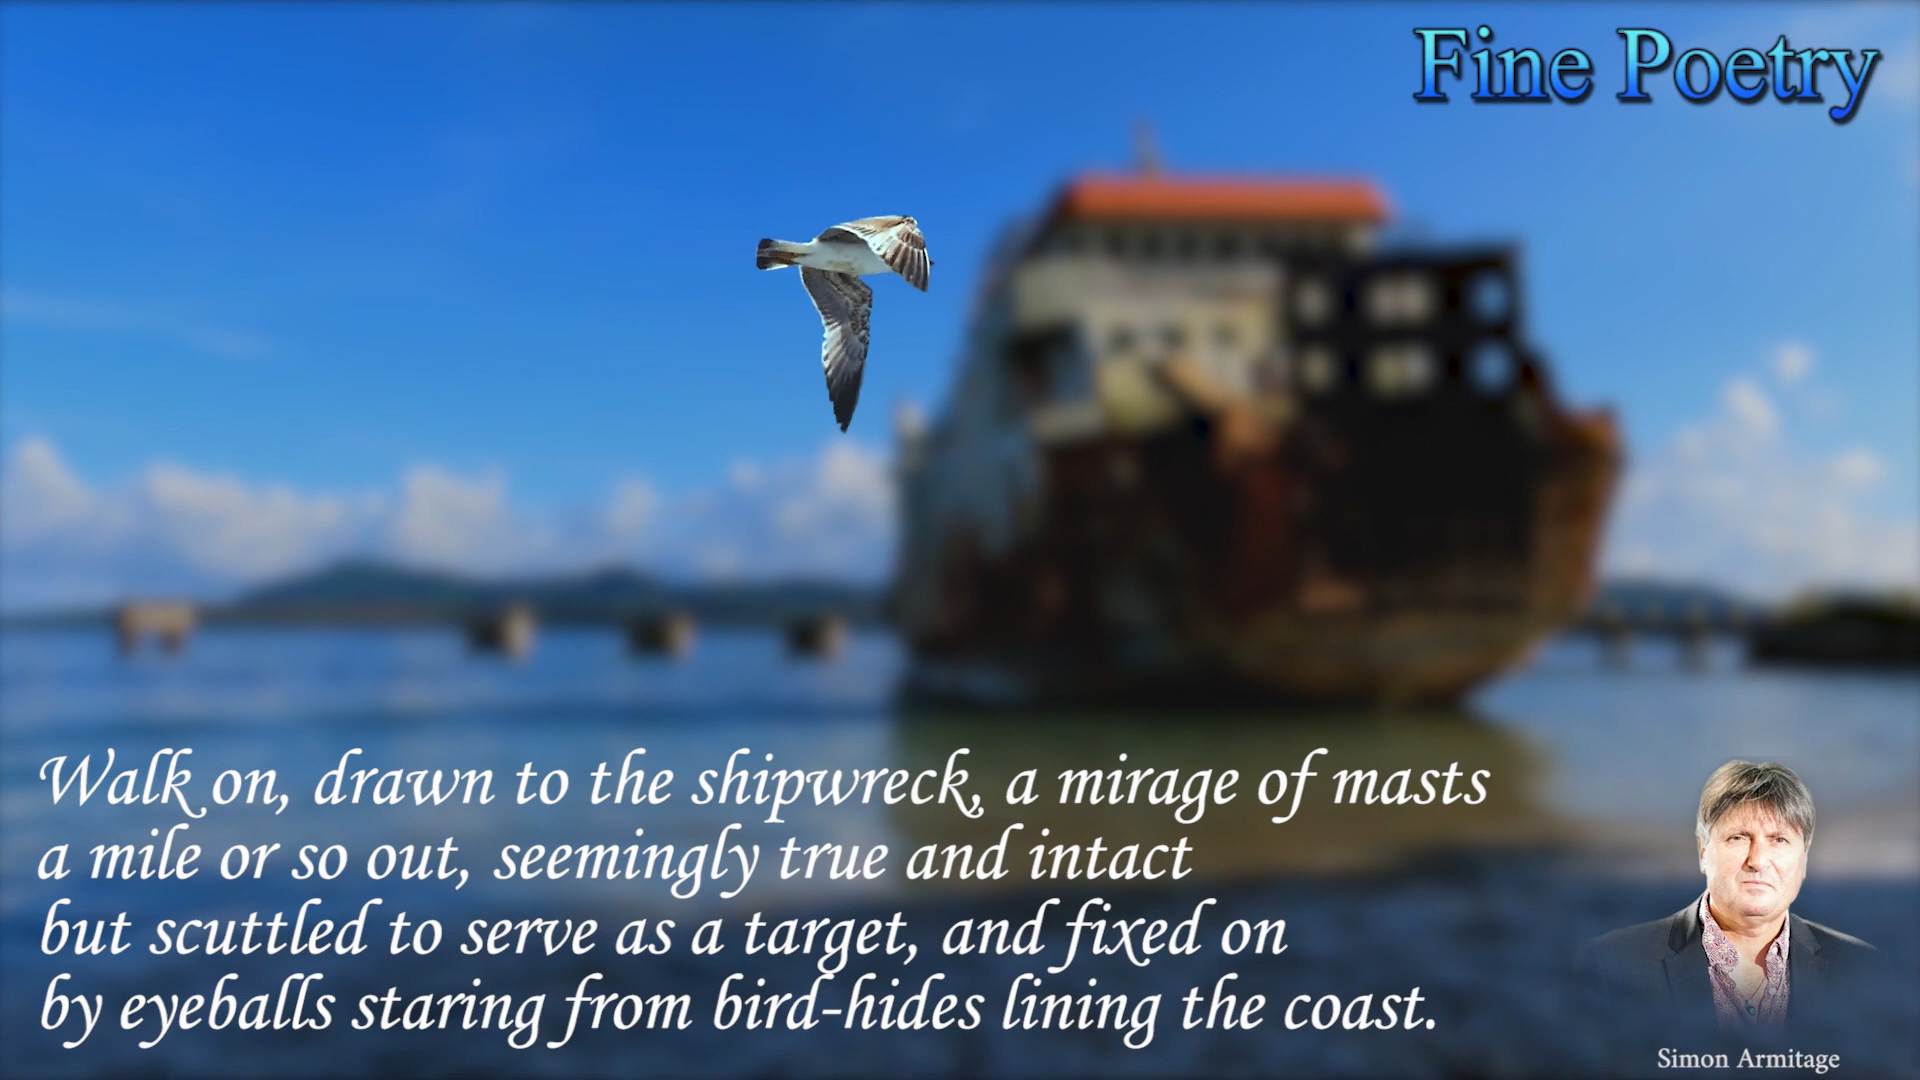 Fine Poetry
Walk on, drawn to the shipwreck, a mirage of masts
a mile or so out, seemingly true and intact
but scuttled to serve as a target, and fixed on
by eyeballs staring from bird-hides lining the coast.
Simon Armitage